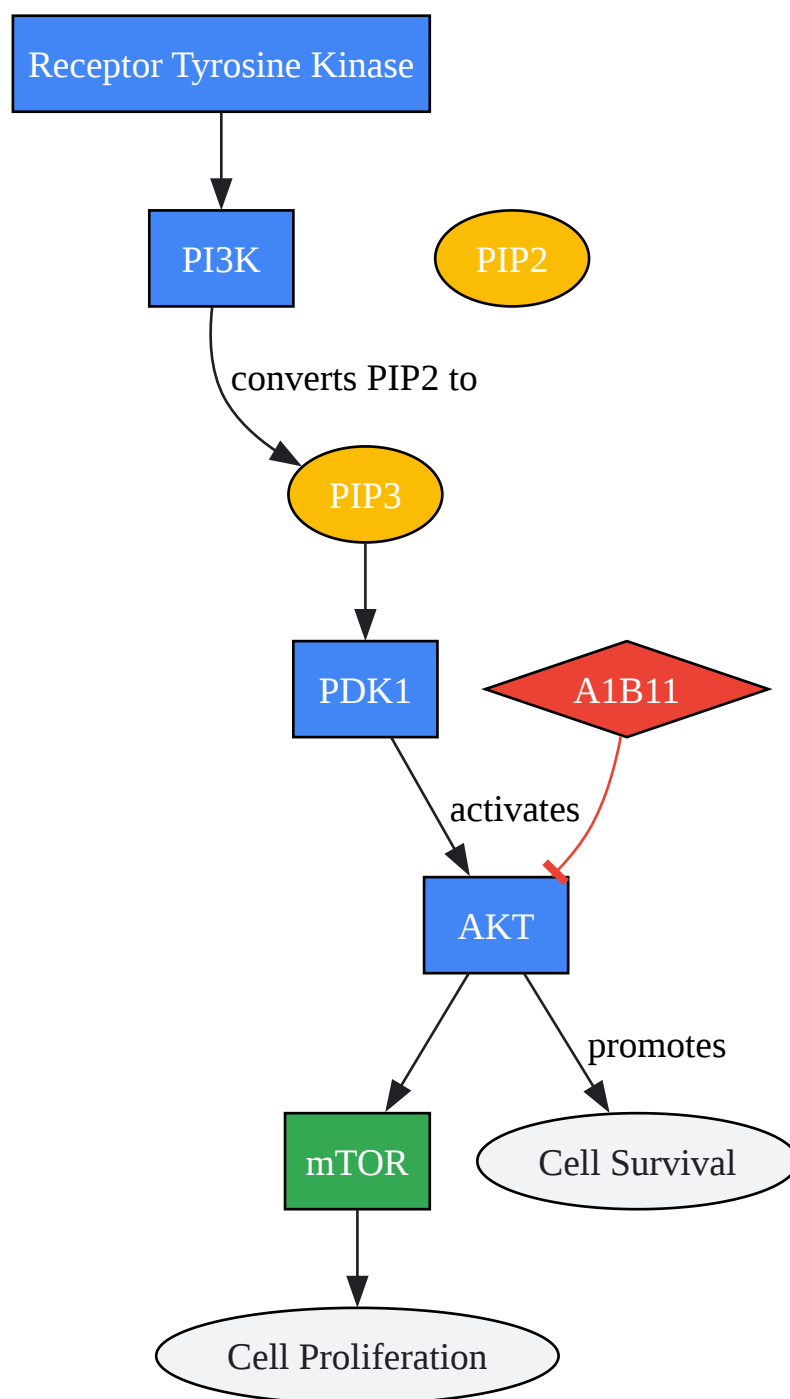 Receptor Tyrosine Kinase
PI3K
PIP2
converts PIP2 to
PIP3
PDK1
A1B11
activates
AKT
promotes
mTOR
Cell Survival
Cell Proliferation